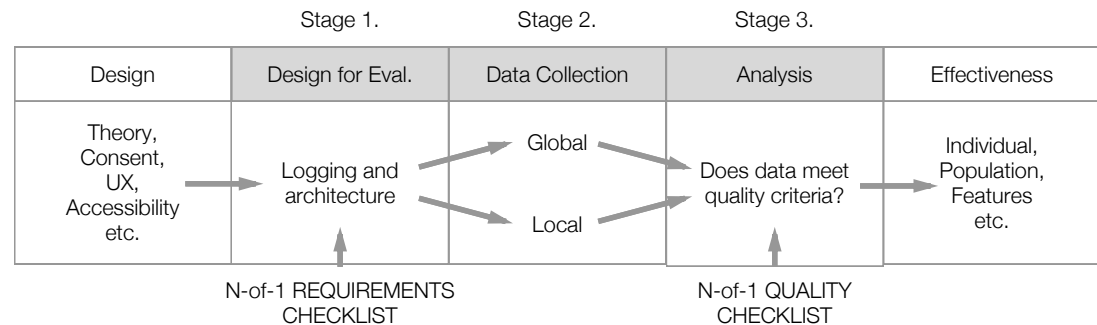 Stage 1.
Stage 2.
Stage 3.
Design
Design for Eval.
Data Collection
Analysis
Effectiveness
Theory,
Consent,
UX,
Accessibility
etc.
Logging and
architecture
Global
Local
Does data meet
quality criteria?
Individual,
Population,
Features
etc.
N-of-1 REQUIREMENTS
CHECKLIST
N-of-1 QUALITY
CHECKLIST